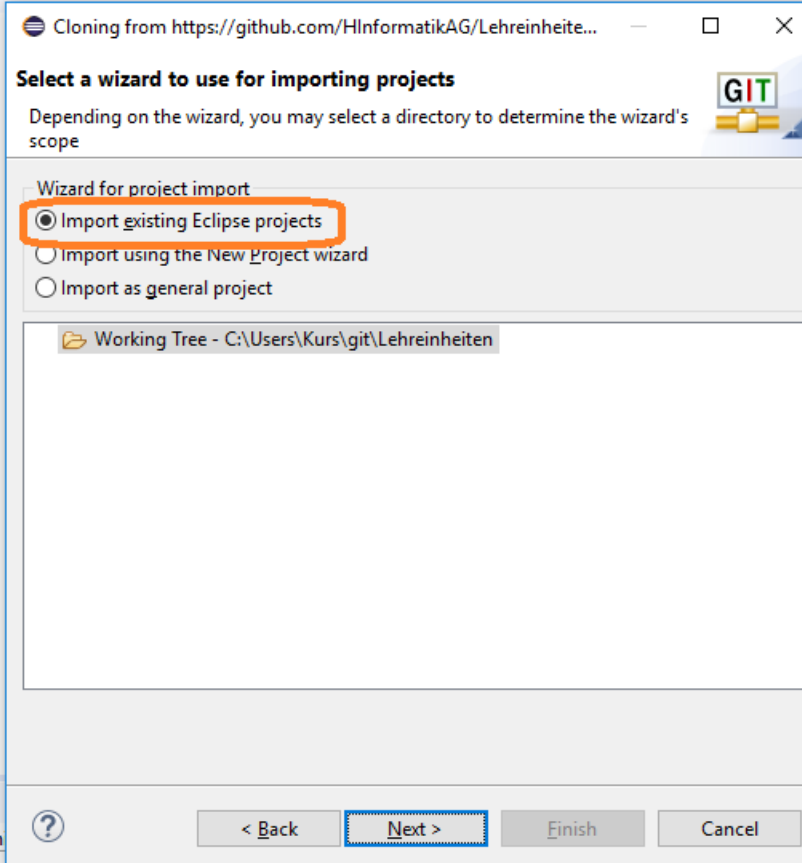 Cloning from https://github.com/HInformatikAG/Lehreinheite...
Select a wizard to use for importing projects
GIT
Depending on the wizard, you may select a directory to determine the wizard's
scope
Wizard for project import
Import existing Eclipse projects
Import using the New Project wizard
Import as general project
Working Tree - C:\Users\Kurs\git\Lehreinheiten
?
< Back
Next >
Finish
Cancel